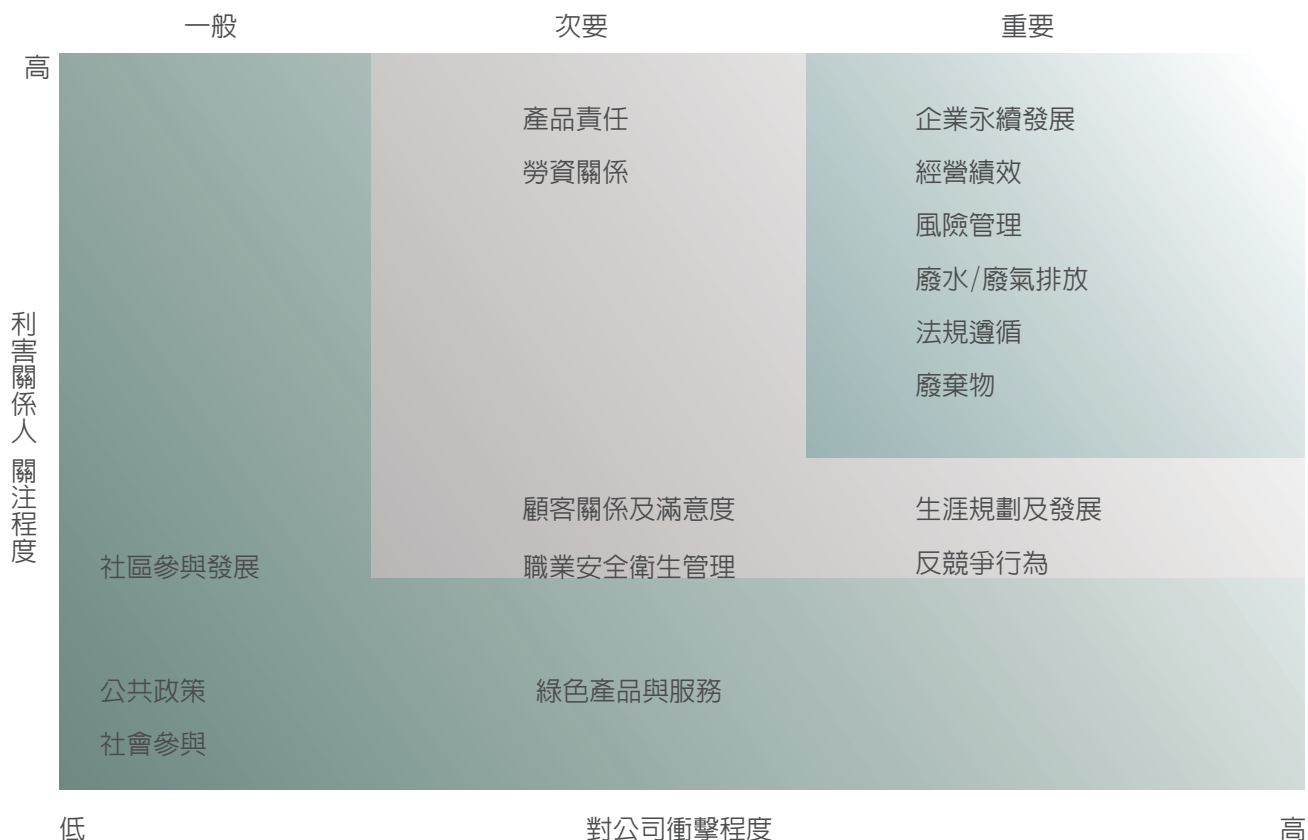 一般
次要
重要
高
產品責任
企業永續發展
勞資關係
經營績效
風險管理
廢水/廢氣排放
法規遵循
廢棄物
利害關係人 關注程度
顧客關係及滿意度
生涯規劃及發展
社區參與發展
職業安全衛生管理
反競爭行為
公共政策
綠色產品與服務
社會參與
低
對公司衝擊程度
高